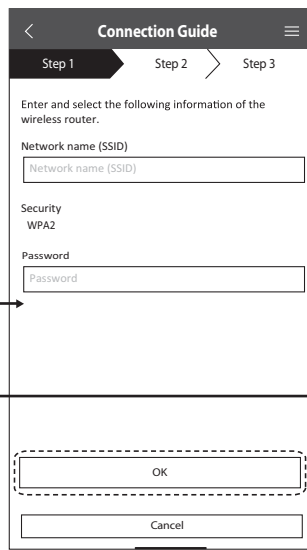 Connection Guide
Step 1 Step 2 Step 3
Enter and select the following information of the
wireless router.
Network name (SSID)
Network name (SSID)
Security
WPA2
Password
Password
OK
Cancel